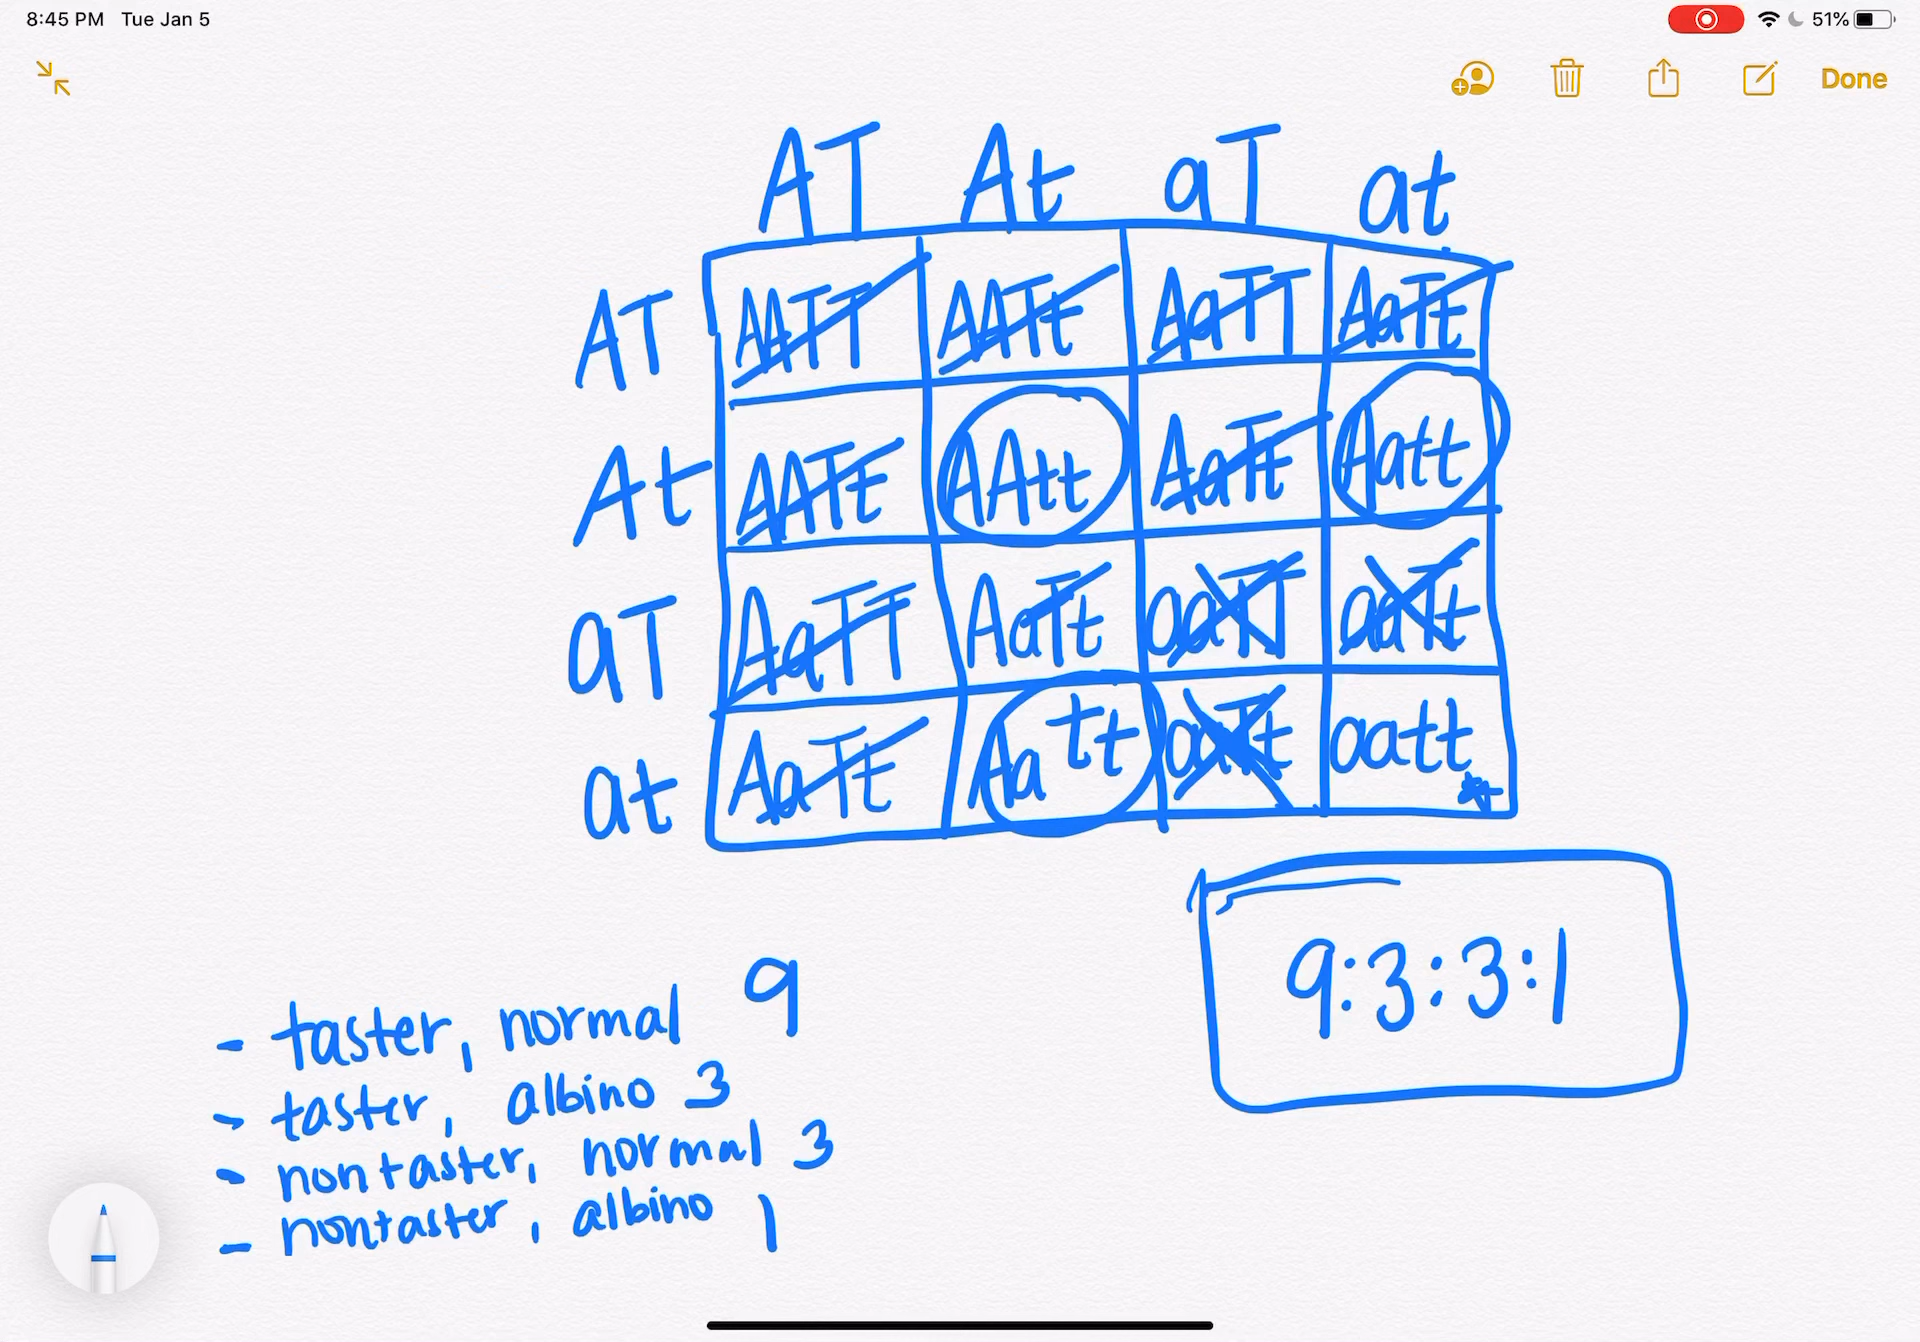 8:45 PM Tue Jan 5 51%
Done
AT At aT at
AT AATT AATt AaTT AaTt
At AATt AAtt AaTt Aatt
aT AaTT AaTt aaTT aaTt
at AaTt Aatt aaTt aatt
9:3:3:1
- taster, normal 9
- taster, albino 3
- nontaster, normal 3
- nontaster, albino 1